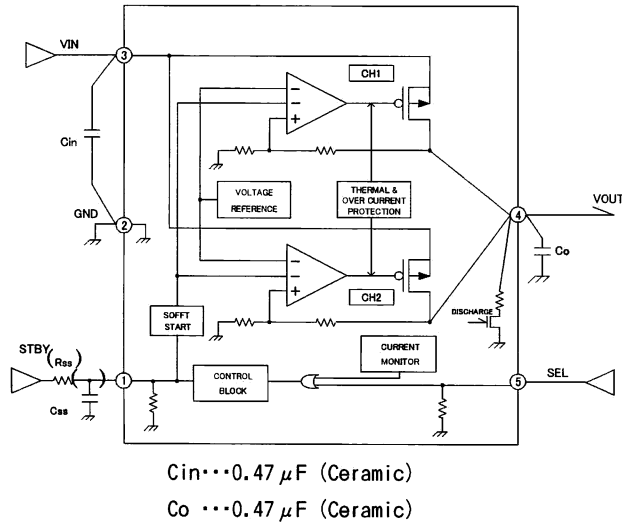 VIN
3
CH1
Cin
VOLTAGE
REFERENCE
THERMAL &
OVER CURRENT
PROTECTION
GND
2
4
VOUT
Co
CH2
SOFFT
START
DISCHARGE
STBY
(Rss)
Css
1
CONTROL
BLOCK
CURRENT
MONITOR
5
SEL
Cin･･･0.47μF (Ceramic)
Co ･･･0.47μF (Ceramic)